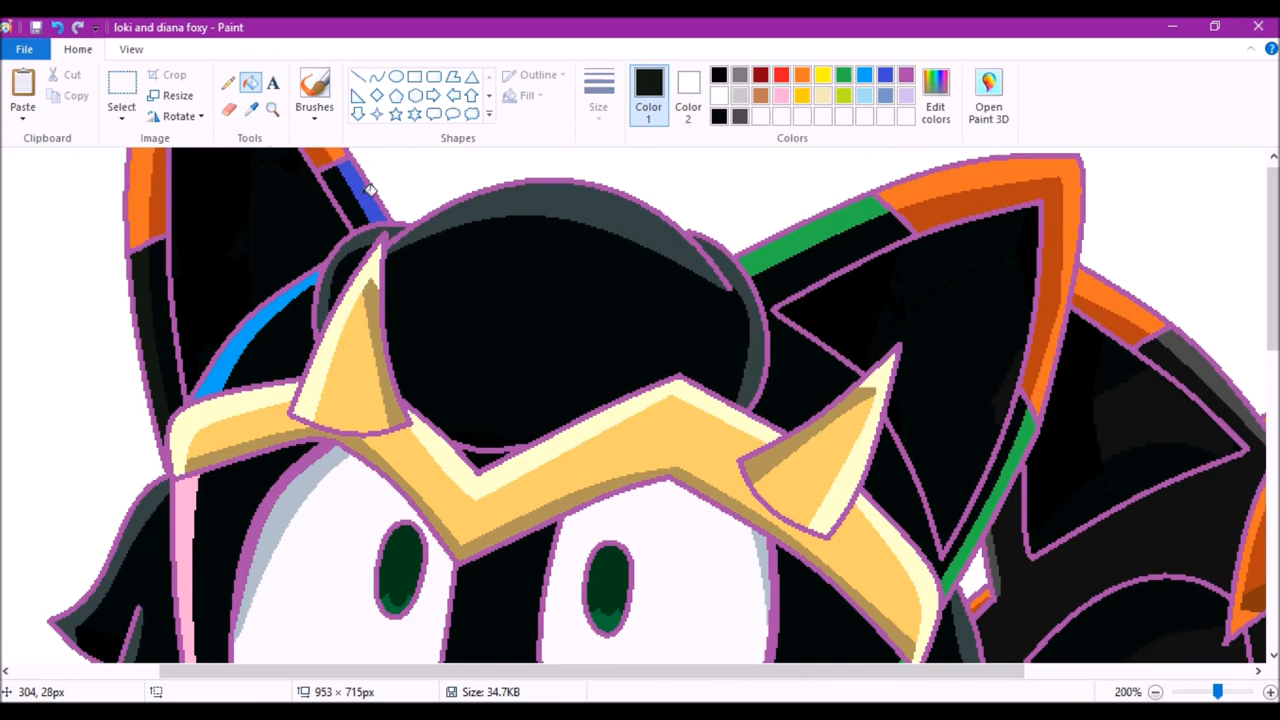 loki and diana foxy - Paint
File Home View
Paste
Cut
Copy
Clipboard
Select
Crop
Resize
Rotate
Image
A
Tools
Brushes
Outline
Fill
Shapes
Size
Color
1
Color
2
Edit
colors
Colors
Open
Paint 3D
304, 28px
953 × 715px
Size: 34.7KB
200%